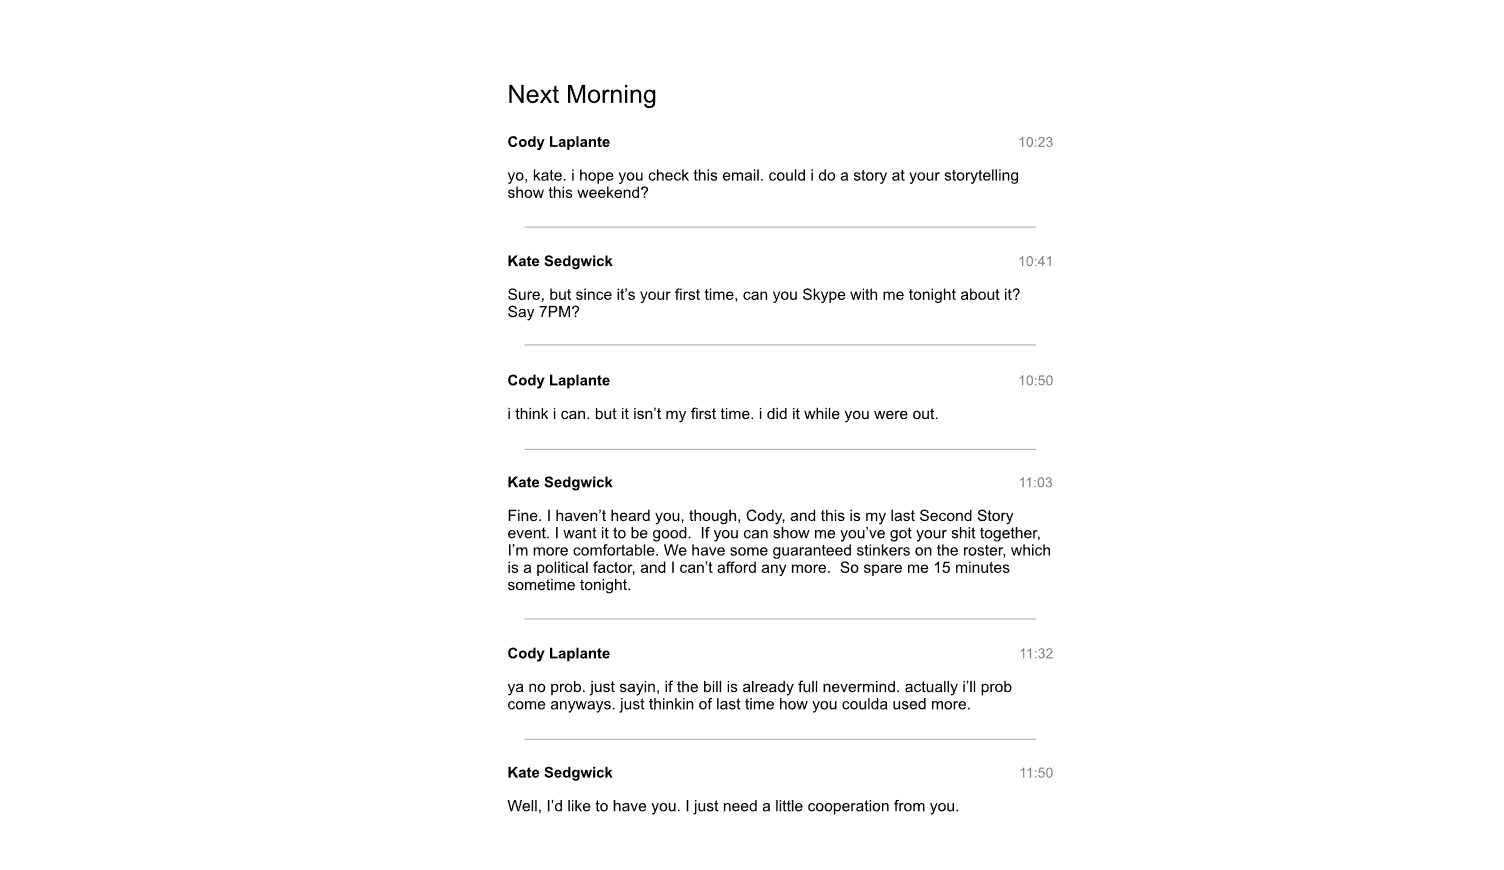 Next Morning
Cody Laplante 10:23
yo, kate. i hope you check this email. could i do a story at your storytelling
show this weekend?
Kate Sedgwick 10:41
Sure, but since it’s your first time, can you Skype with me tonight about it?
Say 7PM?
Cody Laplante 10:50
i think i can. but it isn’t my first time. i did it while you were out.
Kate Sedgwick 11:03
Fine. I haven’t heard you, though, Cody, and this is my last Second Story
event. I want it to be good.  If you can show me you’ve got your shit together,
I’m more comfortable. We have some guaranteed stinkers on the roster, which
is a political factor, and I can’t afford any more.  So spare me 15 minutes
sometime tonight.
Cody Laplante 11:32
ya no prob. just sayin, if the bill is already full nevermind. actually i’ll prob
come anyways. just thinkin of last time how you coulda used more.
Kate Sedgwick 11:50
Well, I’d like to have you. I just need a little cooperation from you.